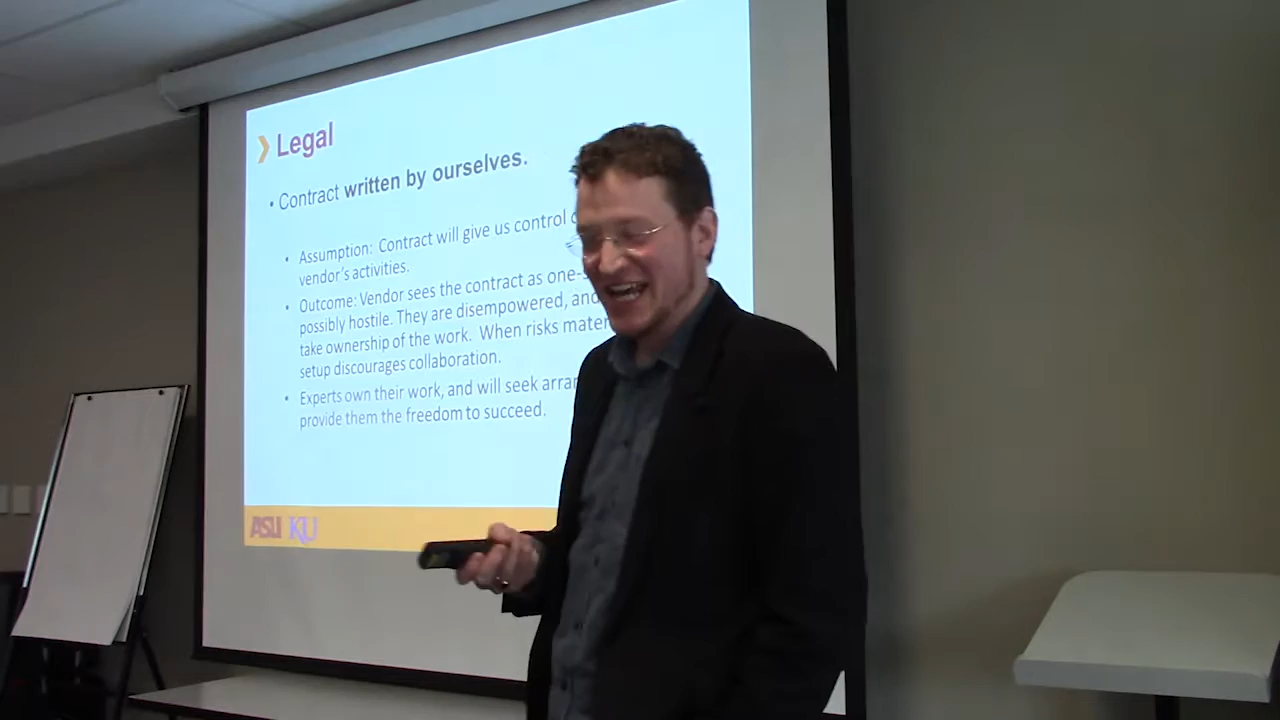 Legal
• Contract written by ourselves.
• Assumption: Contract will give us control
vendor's activities.
• Outcome: Vendor sees the contract as one-
possibly hostile. They are disempowered, and
take ownership of the work. When risks
setup discourages collaboration.
• Experts own their work, and will seek
provide them the freedom to succeed.
ASU KU